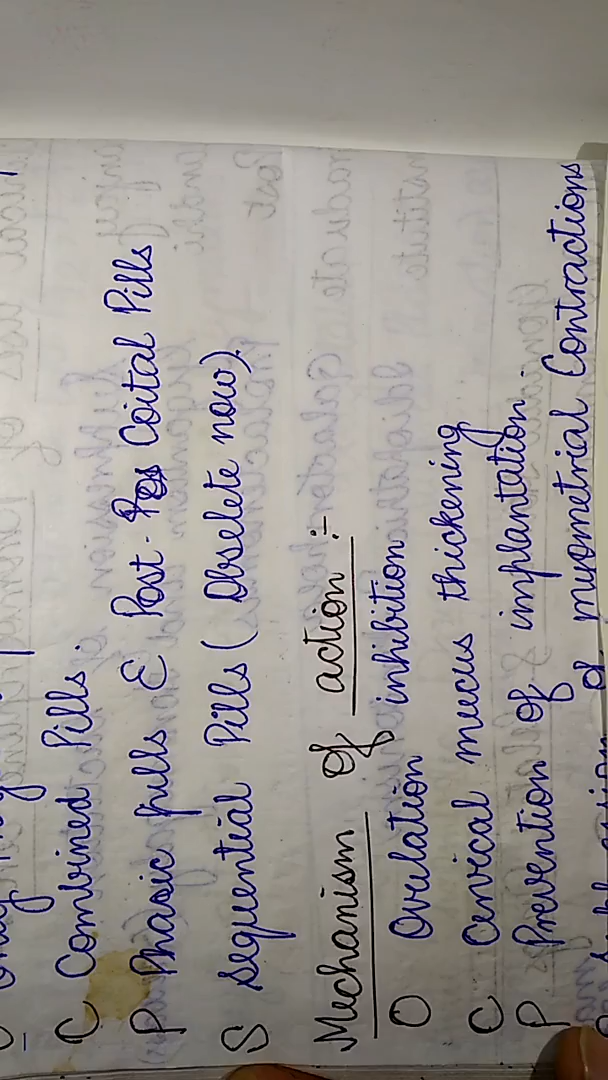 C Combined Pills.
P Phasic pills & Post-Coital Pills
S Sequential Pills (Obselete now).
Mechanism of action :-
O Ovulation inhibition
C Cervical mucus thickening
P Prevention of implantation
of myometrial Contractions